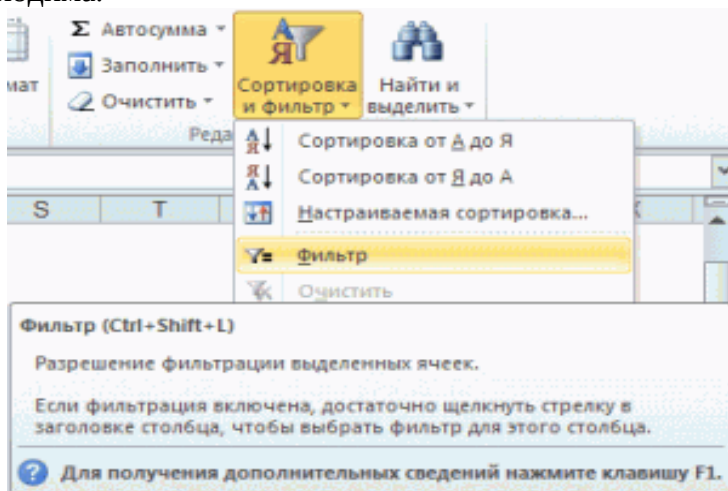 Σ Автосумма
Заполнить
Очистить
Сортировка
и фильтр
Найти и
выделить
мат
Реда
Сортировка от А до Я
Сортировка от Я до А
Настраиваемая сортировка...
Фильтр
Очистить
S T
Фильтр (Ctrl+Shift+L)
Разрешение фильтрации выделенных ячеек.
Если фильтрация включена, достаточно щелкнуть стрелку в
заголовке столбца, чтобы выбрать фильтр для этого столбца.
Для получения дополнительных сведений нажмите клавишу F1.